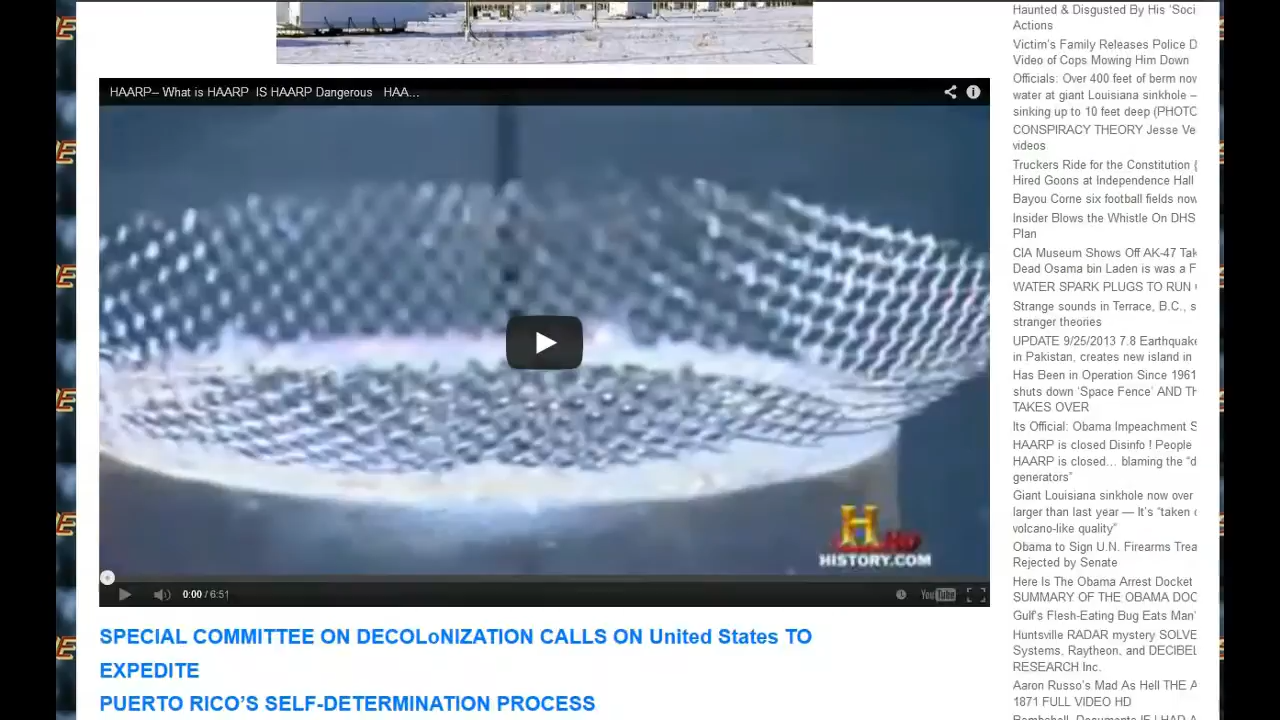 HAARP-- What is HAARP IS HAARP Dangerous HAA...
HISTORY.COM
0:00 / 6:51
YouTube
SPECIAL COMMITTEE ON DECOLoNIZATION CALLS ON United States TO
EXPEDITE
PUERTO RICO'S SELF-DETERMINATION PROCESS
Haunted & Disgusted By His 'Soci
Actions
Victim's Family Releases Police D
Video of Cops Mowing Him Down
Officials: Over 400 feet of berm now
water at giant Louisiana sinkhole –
sinking up to 10 feet deep (PHOTC
CONSPIRACY THEORY Jesse Ve
videos
Truckers Ride for the Constitution {
Hired Goons at Independence Hall
Bayou Corne six football fields now
Insider Blows the Whistle On DHS
Plan
CIA Museum Shows Off AK-47 Tak
Dead Osama bin Laden is was a F
WATER SPARK PLUGS TO RUN
Strange sounds in Terrace, B.C., s
stranger theories
UPDATE 9/25/2013 7.8 Earthquake
in Pakistan, creates new island in
Has Been in Operation Since 1961
shuts down 'Space Fence' AND TH
TAKES OVER
Its Official: Obama Impeachment S
HAARP is closed Disinfo ! People
HAARP is closed… blaming the "d
generators"
Giant Louisiana sinkhole now over
larger than last year — It's "taken c
volcano-like quality"
Obama to Sign U.N. Firearms Trea
Rejected by Senate
Here Is The Obama Arrest Docket
SUMMARY OF THE OBAMA DOC
Gulf's Flesh-Eating Bug Eats Man'
Huntsville RADAR mystery SOLVE
Systems, Raytheon, and DECIBEL
RESEARCH Inc.
Aaron Russo's Mad As Hell THE A
1871 FULL VIDEO HD